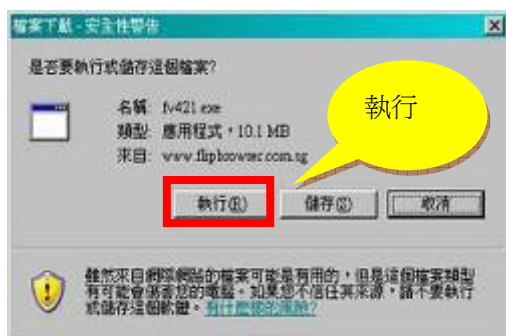 檔案下載 - 安全性警告
是否要執行或儲存這個檔案?
名稱: fv421.exe
類型: 應用程式,10.1 MB
來自: www.flipbrowser.com.sg
執行
執行(R)
儲存(S)
取消
雖然來自網際網路的檔案可能是有用的,但是這個檔案類型
有可能會傷害您的電腦。如果您不信任其來源,請不要執行
或儲存這個軟體。有什麼樣的風險?